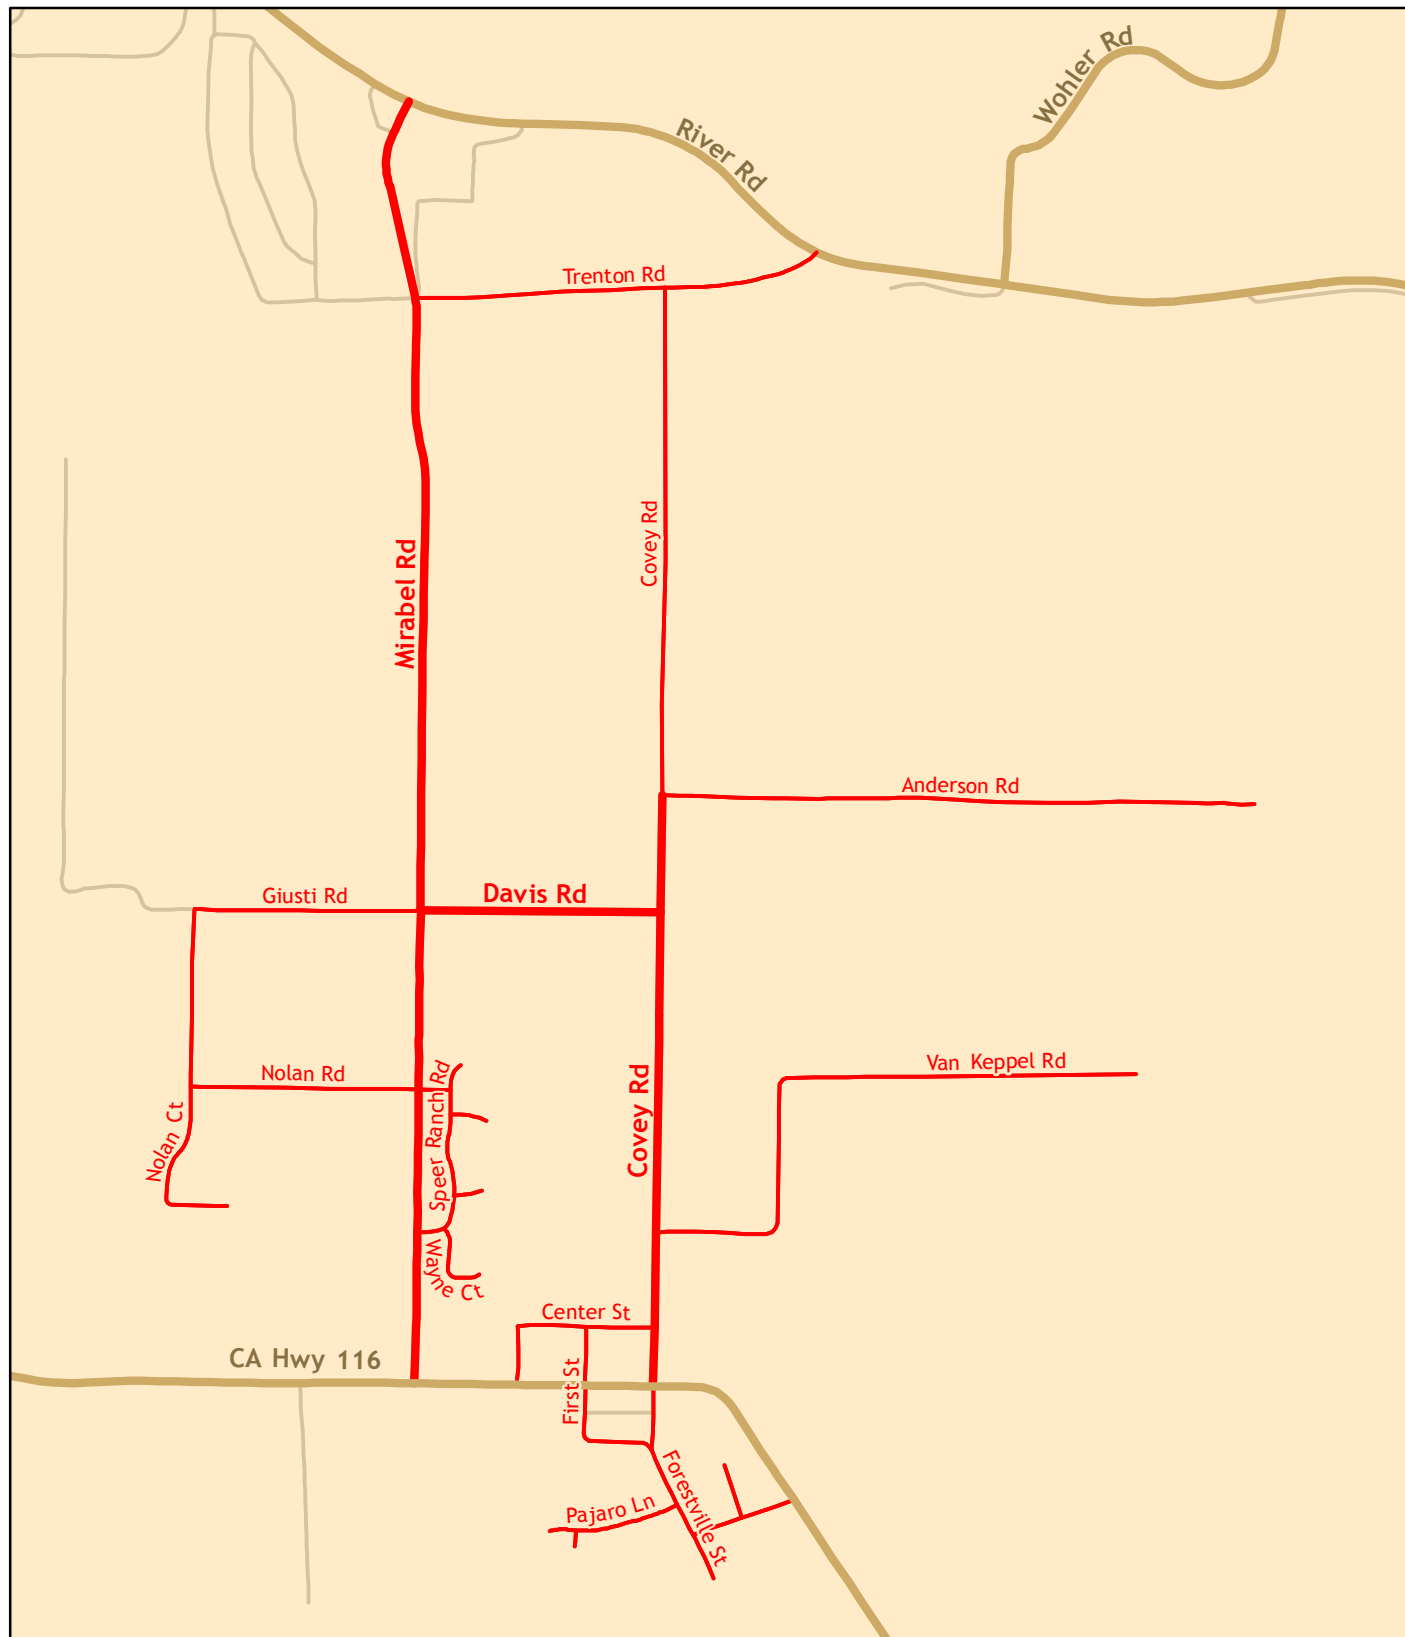 Wohler Rd
River Rd
Trenton Rd
Covey Rd
Mirabel Rd
Anderson Rd
Giusti Rd
Davis Rd
Nolan Rd
Speer Ranch Rd
Van Keppel Rd
Covey Rd
Nolan Ct
Wayne Ct
Center St
CA Hwy 116
First St
Forestville St
Pajaro Ln